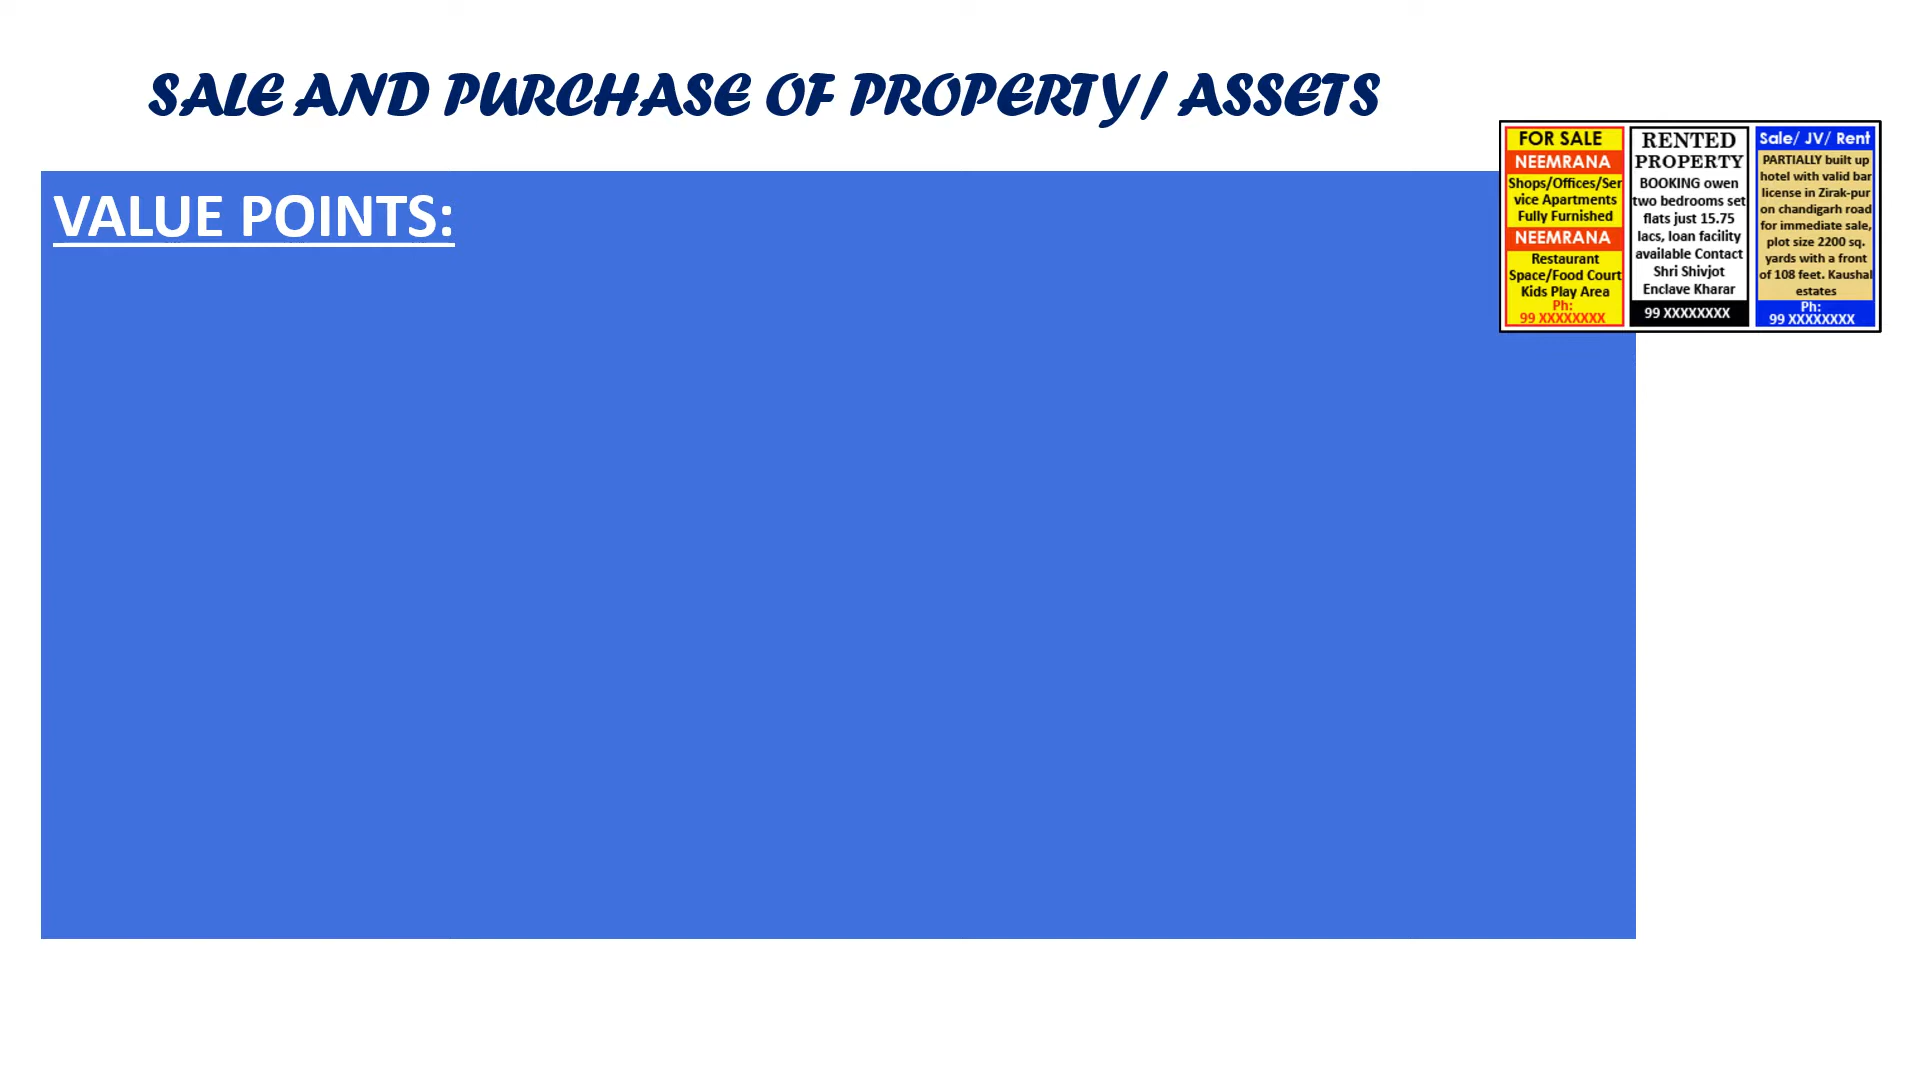 SALE AND PURCHASE OF PROPERTY/ ASSETS
VALUE POINTS:
FOR SALE
NEEMRANA
Shops/Offices/Ser
vice Apartments
Fully Furnished
NEEMRANA
Restaurant
Space/Food Court
Kids Play Area
Ph:
99 XXXXXXXX
RENTED
PROPERTY
BOOKING owen
two bedrooms set
flats just 15.75
lacs, loan facility
available Contact
Shri Shivjot
Enclave Kharar
99 XXXXXXXX
Sale/ JV/ Rent
PARTIALLY built up
hotel with valid bar
license in Zirak-pur
on chandigarh road
for immediate sale,
plot size 2200 sq.
yards with a front
of 108 feet. Kaushal
estates
Ph:
99 XXXXXXXX